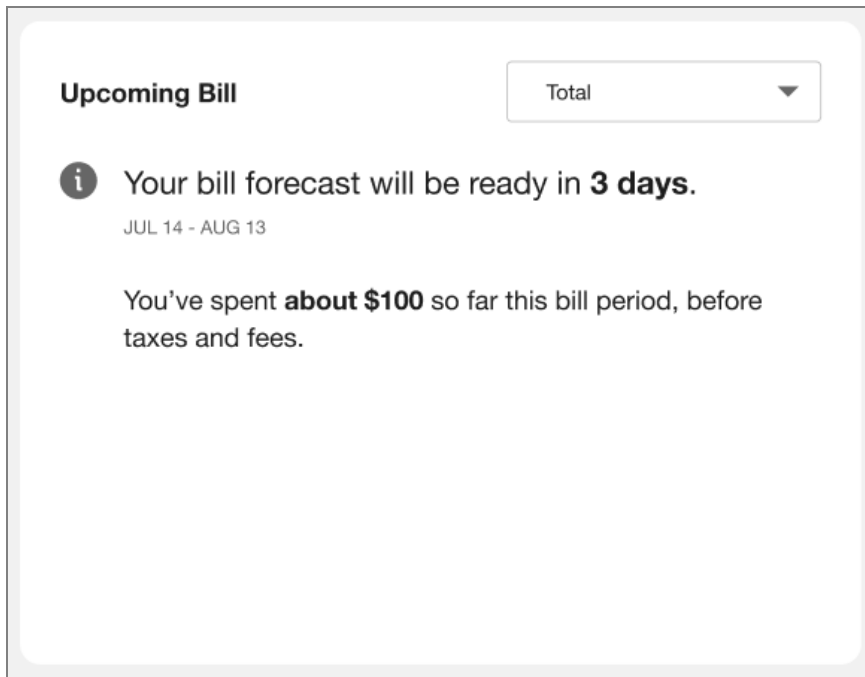 Upcoming Bill
Total
Your bill forecast will be ready in 3 days.
JUL 14 - AUG 13
You’ve spent about $100 so far this bill period, before
taxes and fees.